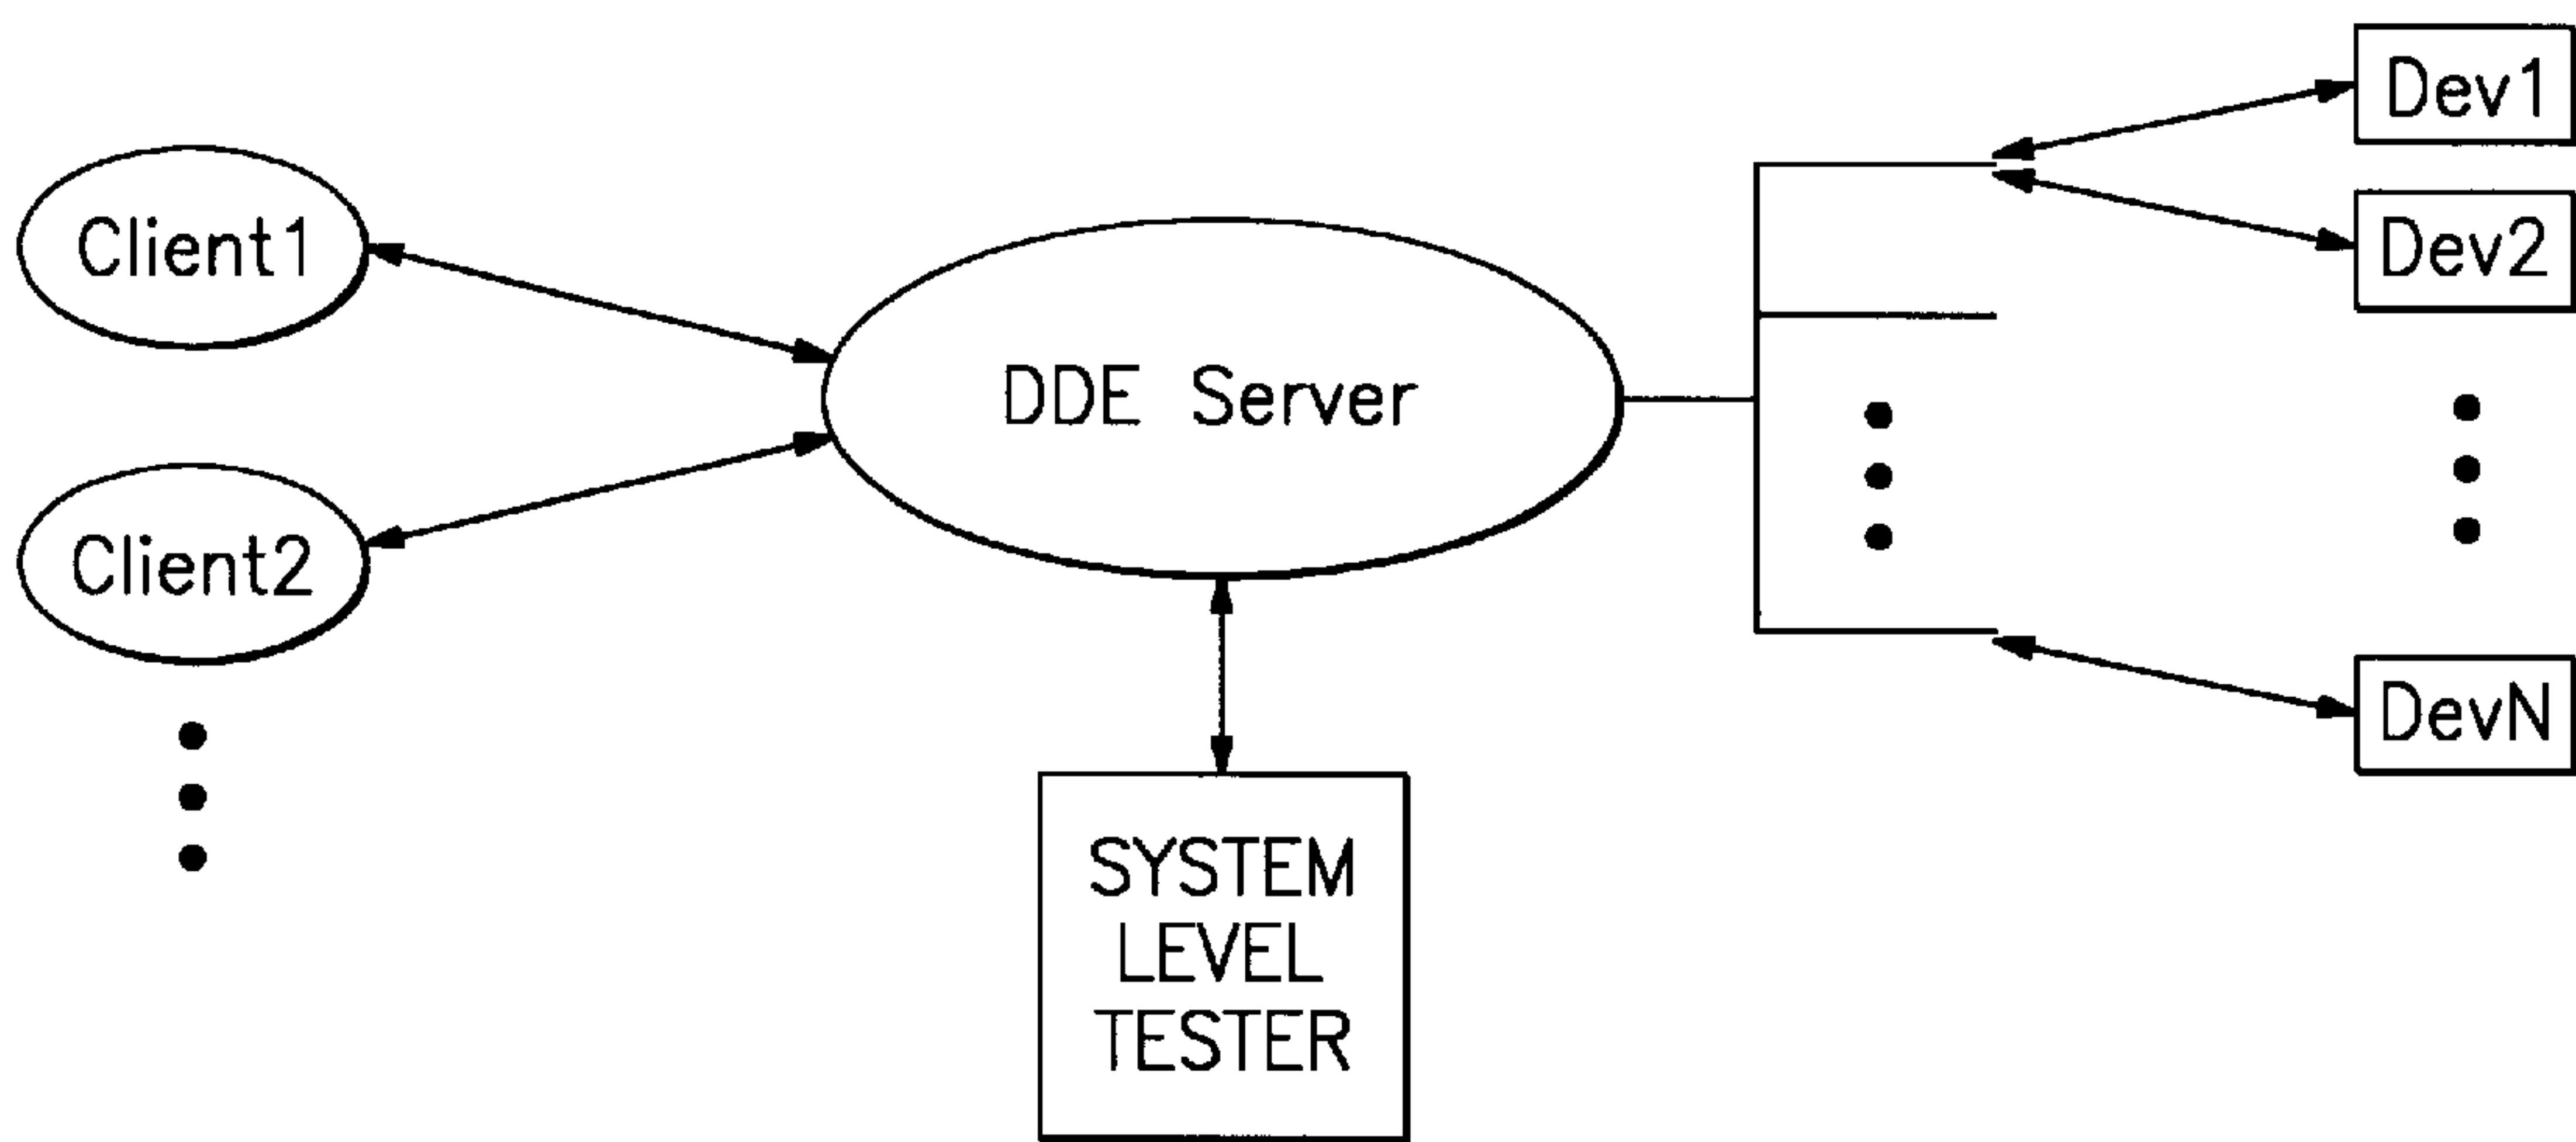 Client1
Client2
DDE Server
SYSTEM
LEVEL
TESTER
Dev1
Dev2
DevN